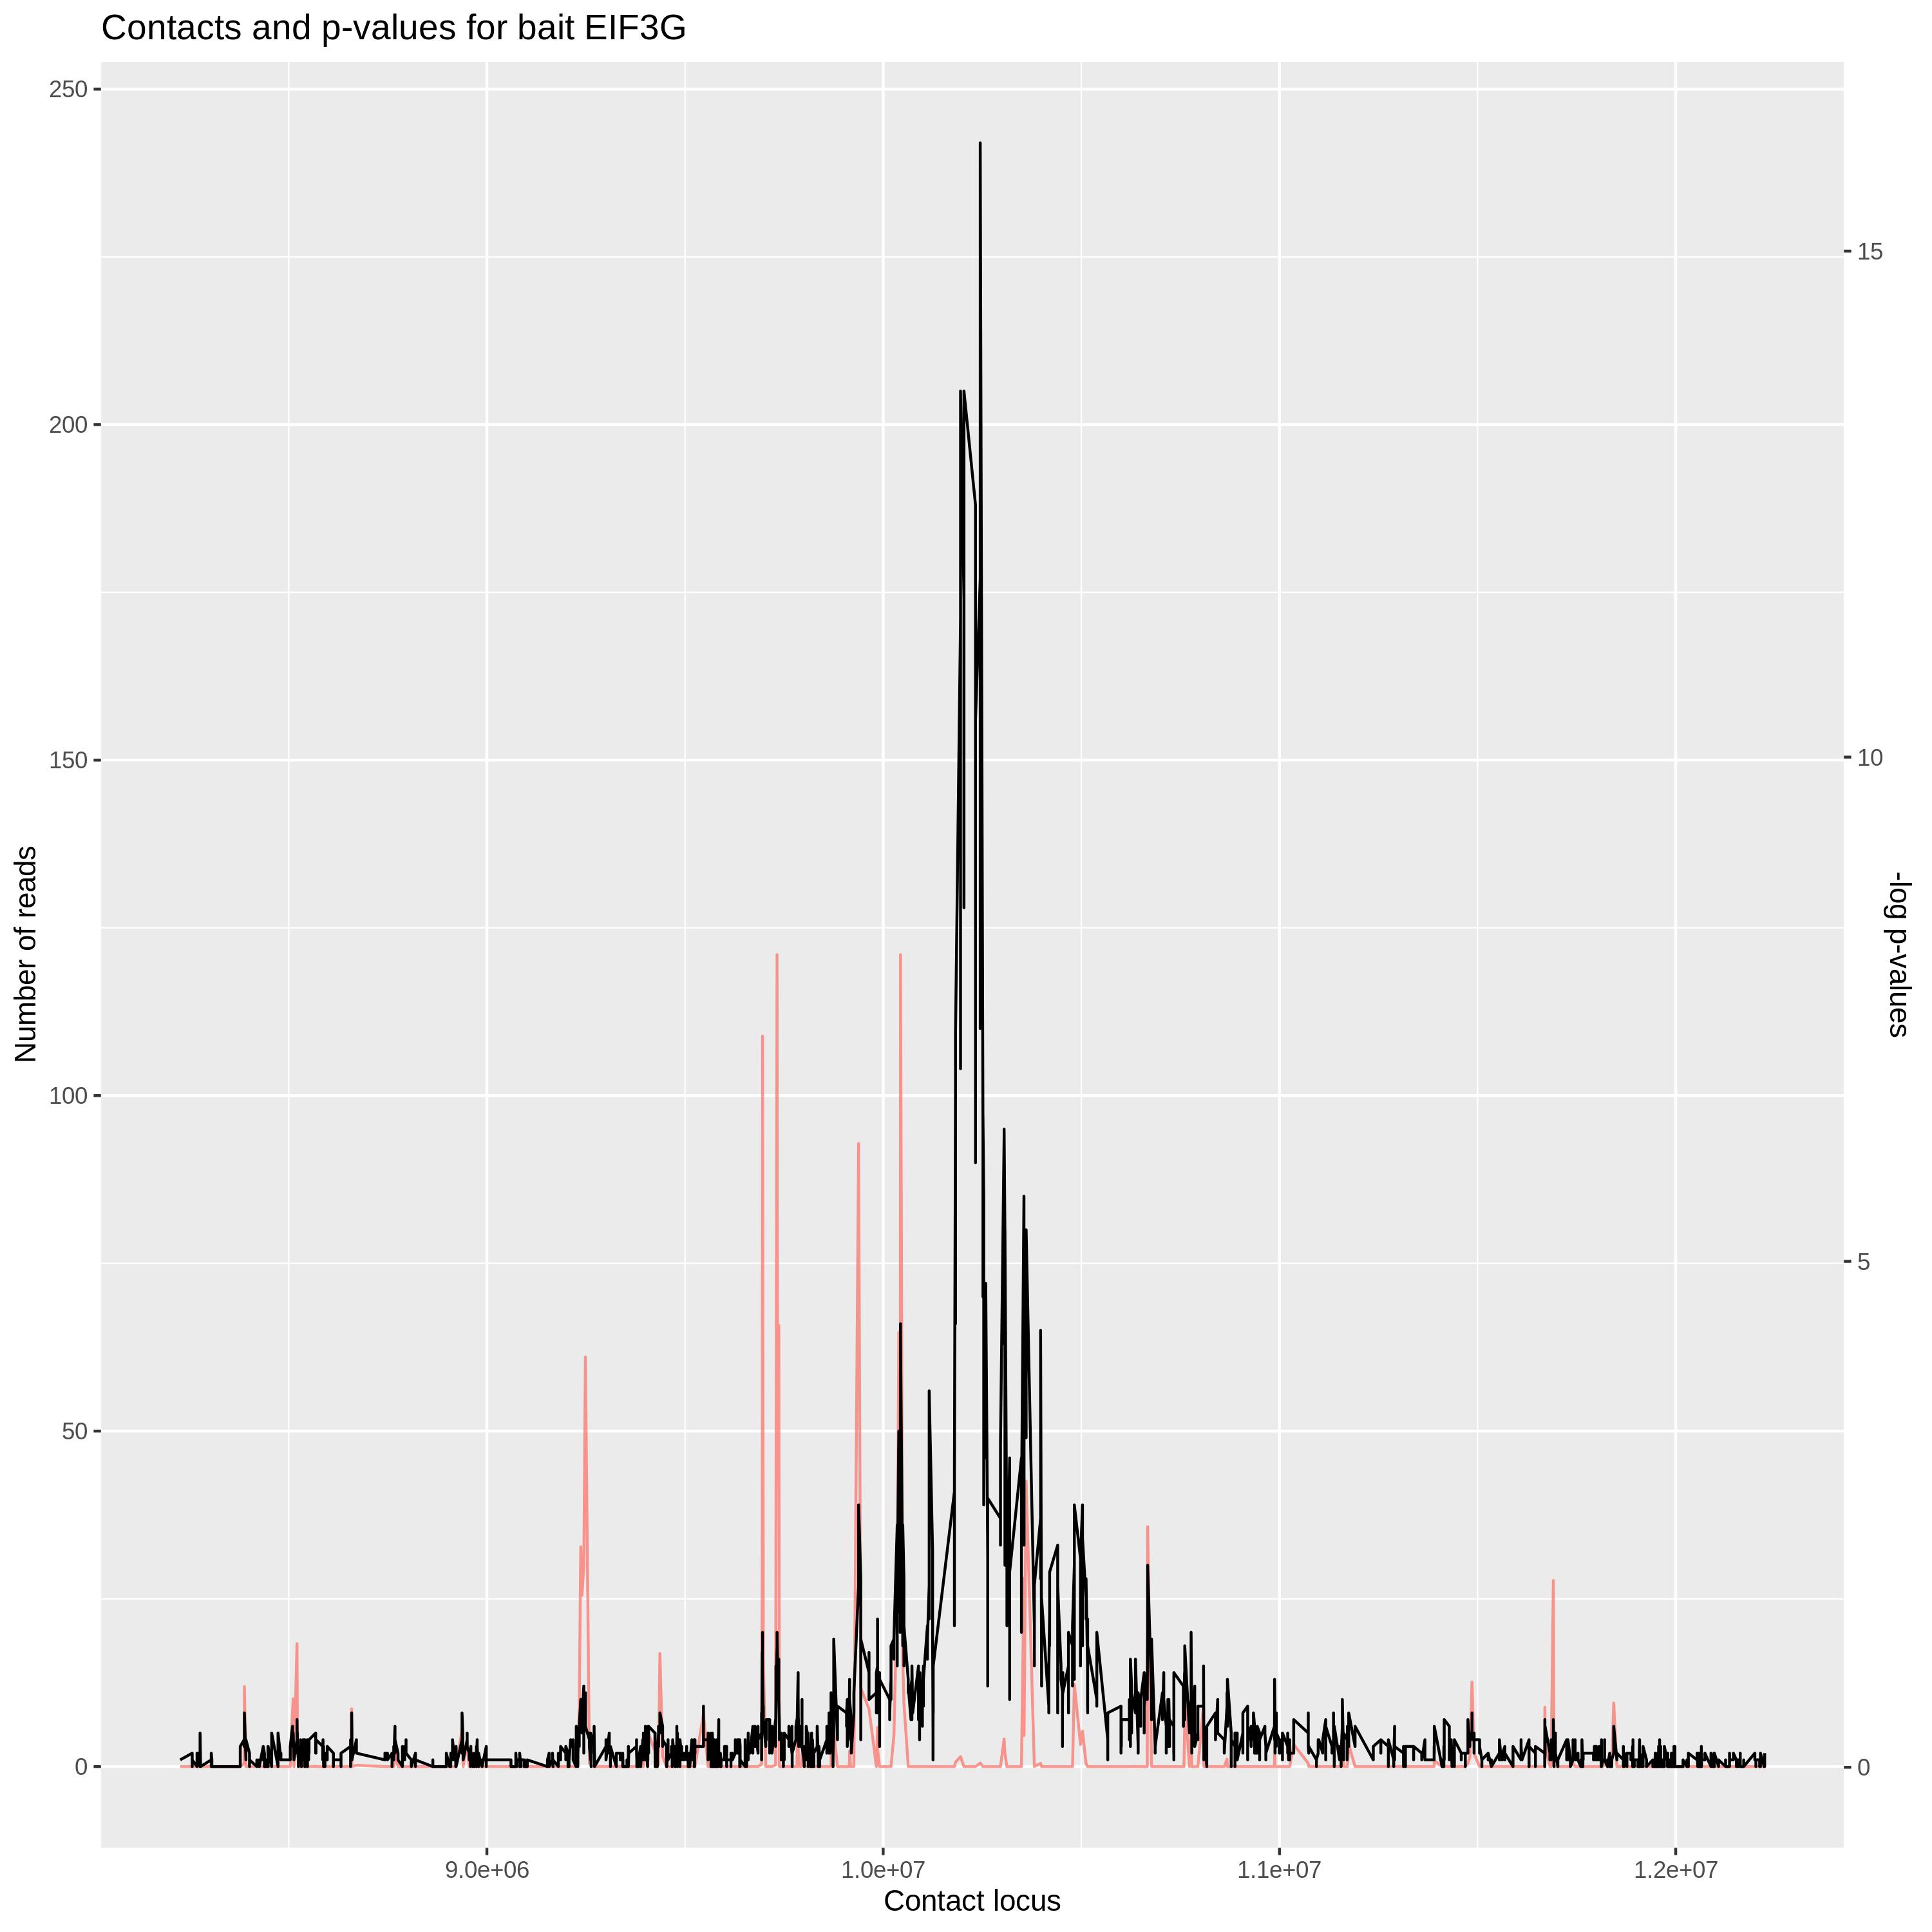 Contacts and p-values for bait EIF3G
250
200
150
100
50
0
Number of reads
15
10
5
0
-log p-values
9.0e+06
1.0e+07
1.1e+07
1.2e+07
Contact locus